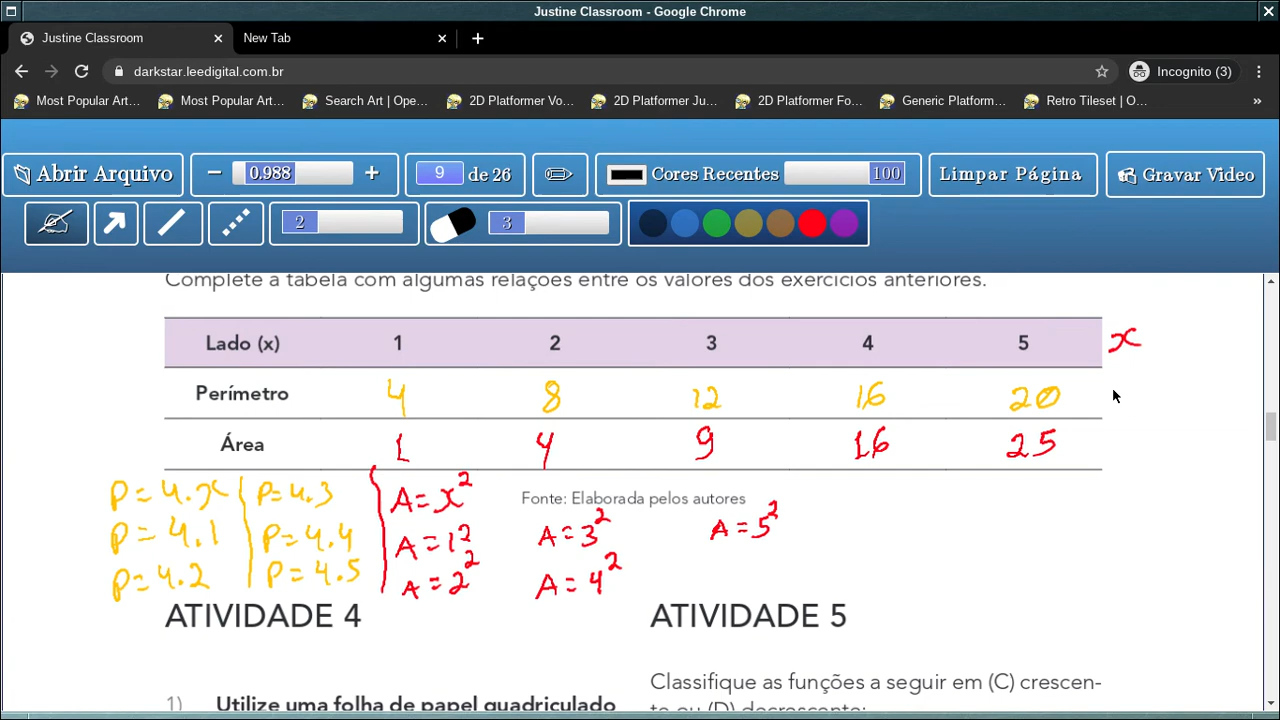 Justine Classroom - Google Chrome
Justine Classroom
New Tab
darkstar.leedigital.com.br
Incognito (3)
Most Popular Art…
Most Popular Art…
Search Art | Ope…
2D Platformer Vo…
2D Platformer Ju…
2D Platformer Fo…
Generic Platform…
Retro Tileset | O…
Abrir Arquivo
0.988
9 de 26
Cores Recentes
100
Limpar Página
Gravar Video
2
3
Complete a tabela com algumas relações entre os valores dos exercícios anteriores.
Lado (x) 1 2 3 4 5 x
Perímetro 4 8 12 16 20
Área 1 4 9 16 25
P=4.x P=4.3 A=x²
P=4.1 P=4.4 A=1²
P=4.2 P=4.5 A=2²
Fonte: Elaborada pelos autores
A=3² A=5²
A=4²
ATIVIDADE 4
1) Utilize uma folha de papel quadriculado
ATIVIDADE 5
Classifique as funções a seguir em (C) crescen-
te ou (D) decrescente: